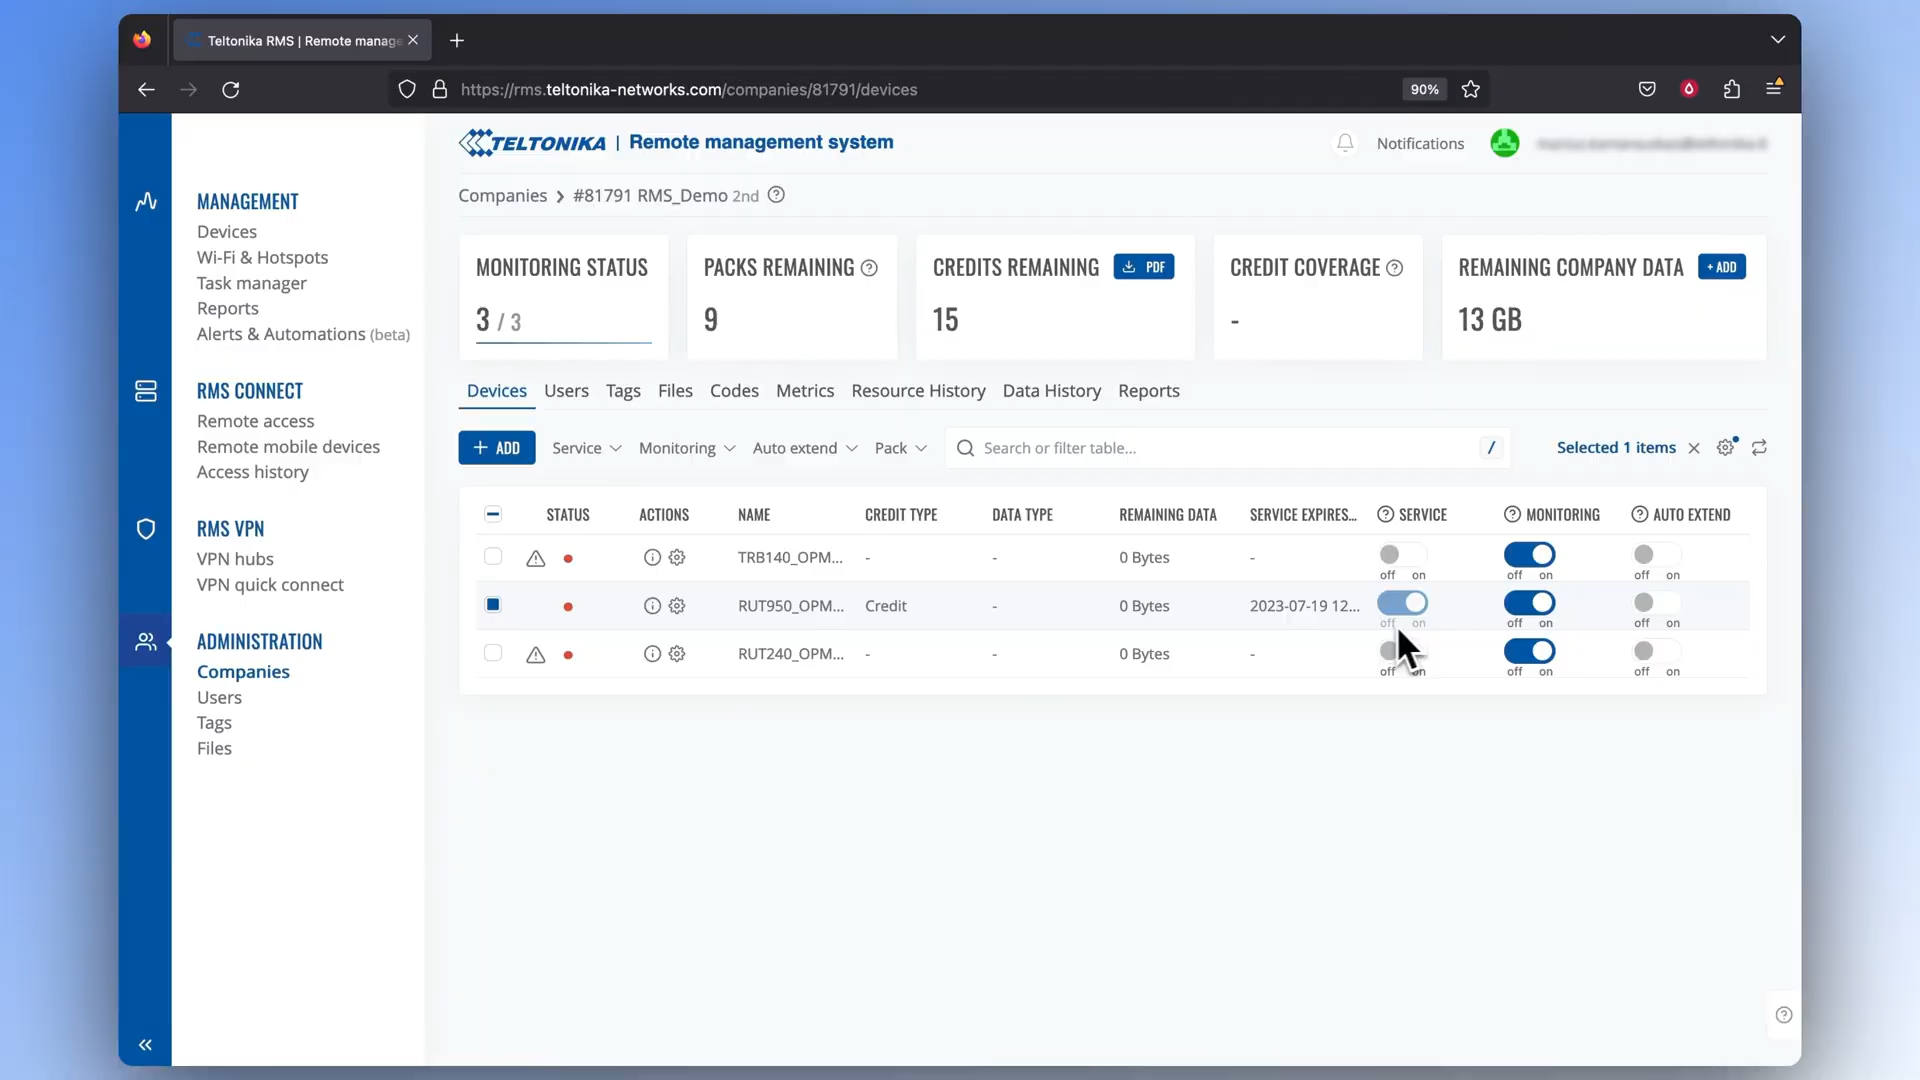 Teltonika RMS | Remote manage
https://rms.teltonika-networks.com/companies/81791/devices
90%
MANAGEMENT
Devices
Wi-Fi & Hotspots
Task manager
Reports
Alerts & Automations (beta)
RMS CONNECT
Remote access
Remote mobile devices
Access history
RMS VPN
VPN hubs
VPN quick connect
ADMINISTRATION
Companies
Users
Tags
Files
TELTONIKA | Remote management system
Notifications
Companies > #81791 RMS_Demo 2nd
MONITORING STATUS
3 / 3
PACKS REMAINING
9
CREDITS REMAINING PDF
15
CREDIT COVERAGE
-
REMAINING COMPANY DATA + ADD
13 GB
Devices Users Tags Files Codes Metrics Resource History Data History Reports
+ ADD Service Monitoring Auto extend Pack Search or filter table... / Selected 1 items
STATUS ACTIONS NAME CREDIT TYPE DATA TYPE REMAINING DATA SERVICE EXPIRES... SERVICE MONITORING AUTO EXTEND
TRB140_OPM... - - 0 Bytes -
off on off on off on
RUT950_OPM... Credit - 0 Bytes 2023-07-19 12...
off on off on off on
RUT240_OPM... - - 0 Bytes -
off on off on off on